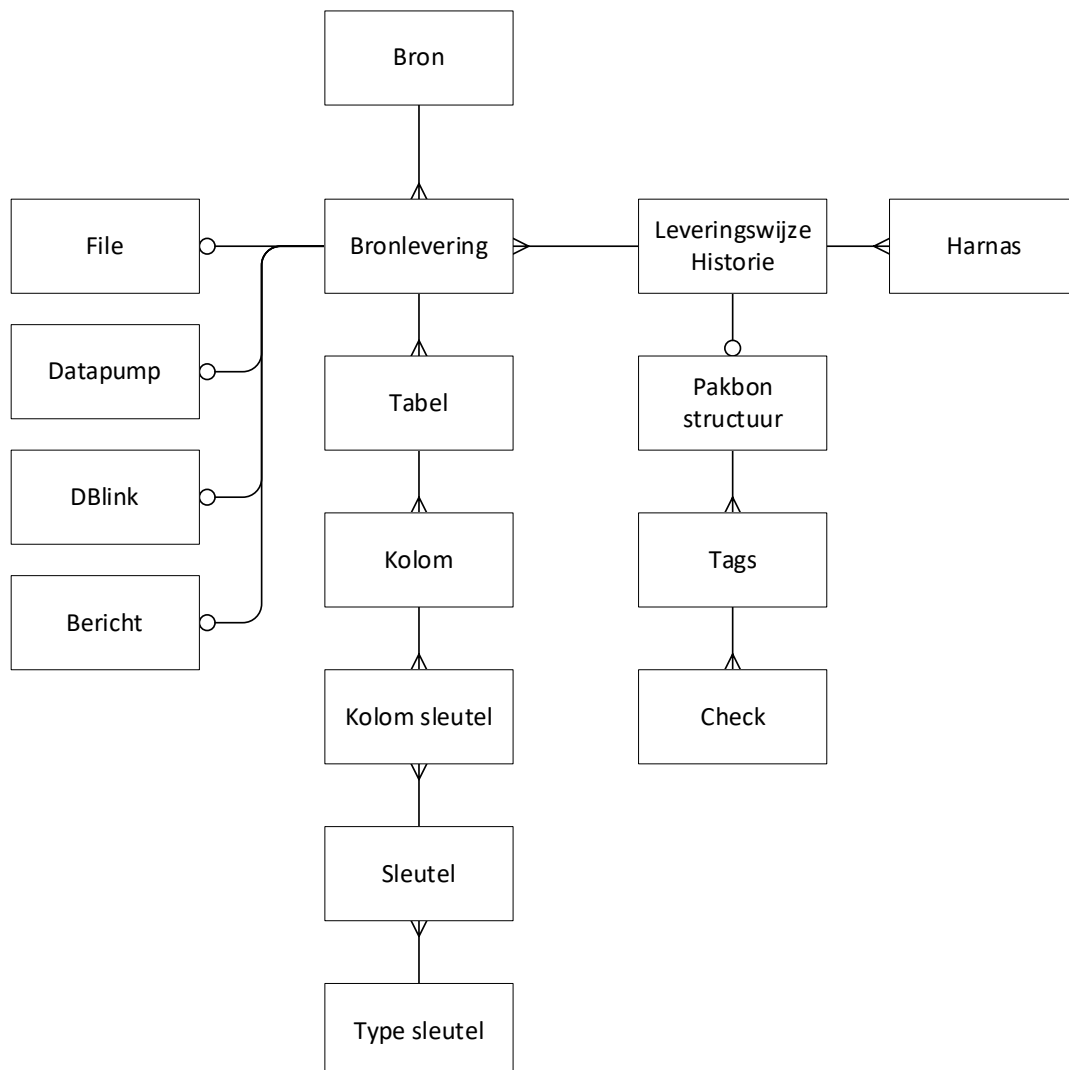 Bron
File
Bronlevering
Leveringswijze
Historie
Harnas
Datapump
Tabel
Pakbon
structuur
DBlink
Kolom
Tags
Bericht
Kolom sleutel
Check
Sleutel
Type sleutel